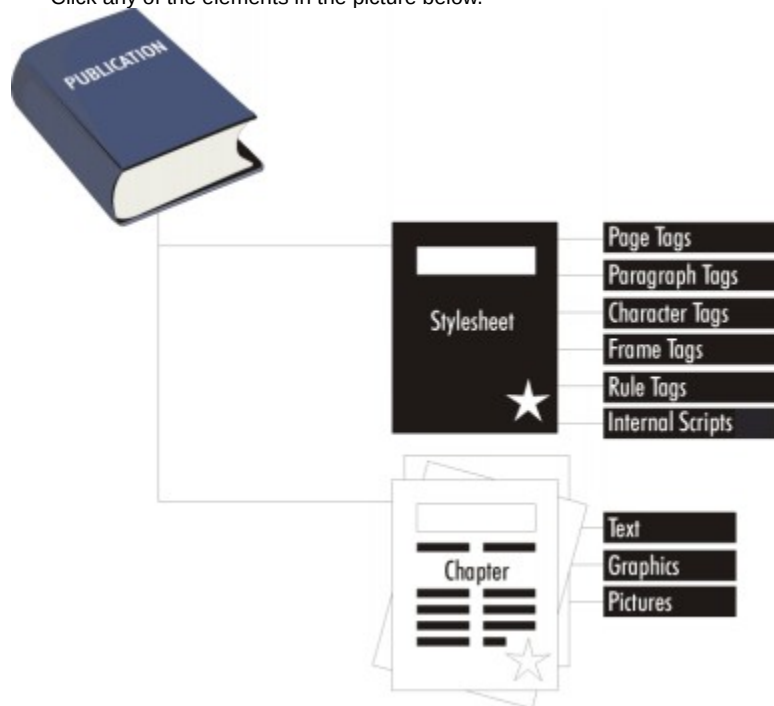 Click any of the elements in the picture below.
PUBLICATION
Stylesheet
Page Tags
Paragraph Tags
Character Tags
Frame Tags
Rule Tags
Internal Scripts
Chapter
Text
Graphics
Pictures